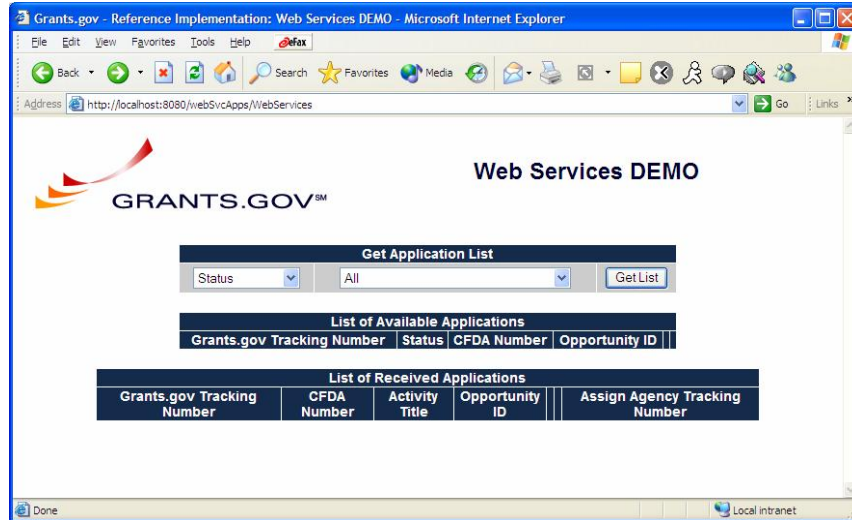 Grants.gov - Reference Implementation: Web Services DEMO - Microsoft Internet Explorer
File Edit View Favorites Tools Help eFax
Back Search Favorites Media
Address http://localhost:8080/webSvcApps/WebServices Go Links »
Web Services DEMO
GRANTS.GOV℠
Get Application List
Status All Get List
List of Available Applications
Grants.gov Tracking Number Status CFDA Number Opportunity ID
List of Received Applications
Grants.gov Tracking Number CFDA Number Activity Title Opportunity ID Assign Agency Tracking Number
Done Local intranet